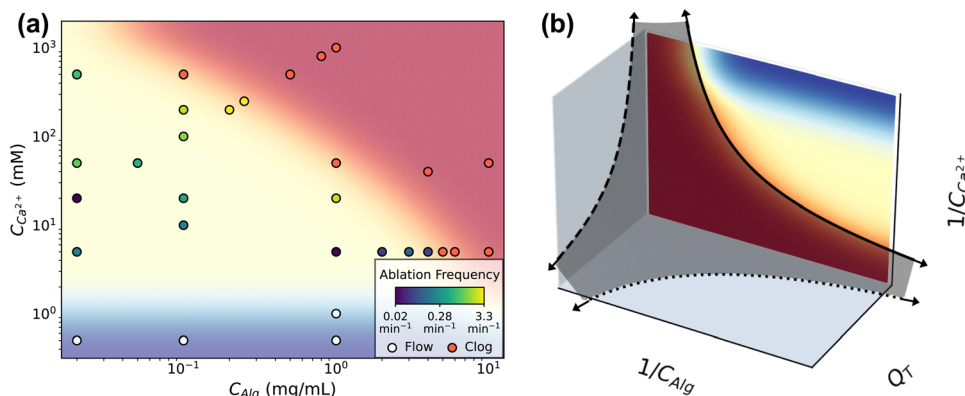 (a)
10³
10²
10¹
10⁰
C_{Ca²⁺} (mM)
10⁻¹
10⁰
10¹
C_{Alg} (mg/mL)
Ablation Frequency
0.02 0.28 3.3
min⁻¹ min⁻¹ min⁻¹
Flow Clog
(b)
1/C_{Ca²⁺}
1/C_{Alg}
Q_T